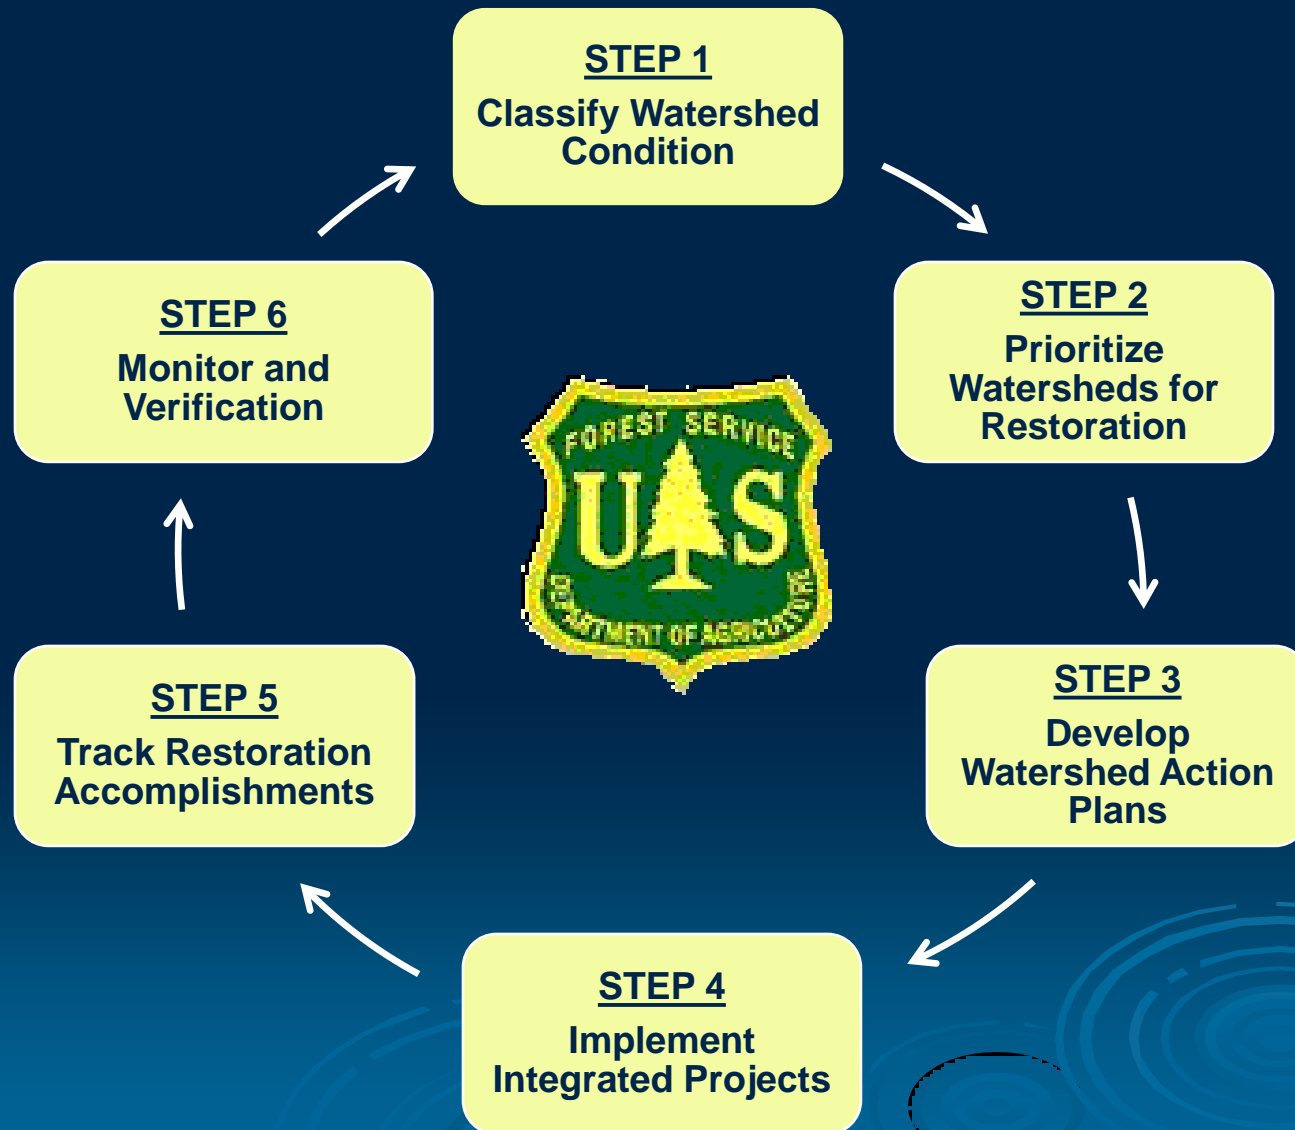 STEP 1
Classify Watershed
Condition
STEP 2
Prioritize
Watersheds for
Restoration
STEP 3
Develop
Watershed Action
Plans
STEP 4
Implement
Integrated Projects
STEP 5
Track Restoration
Accomplishments
STEP 6
Monitor and
Verification
FOREST SERVICE
U S
DEPARTMENT OF AGRICULTURE